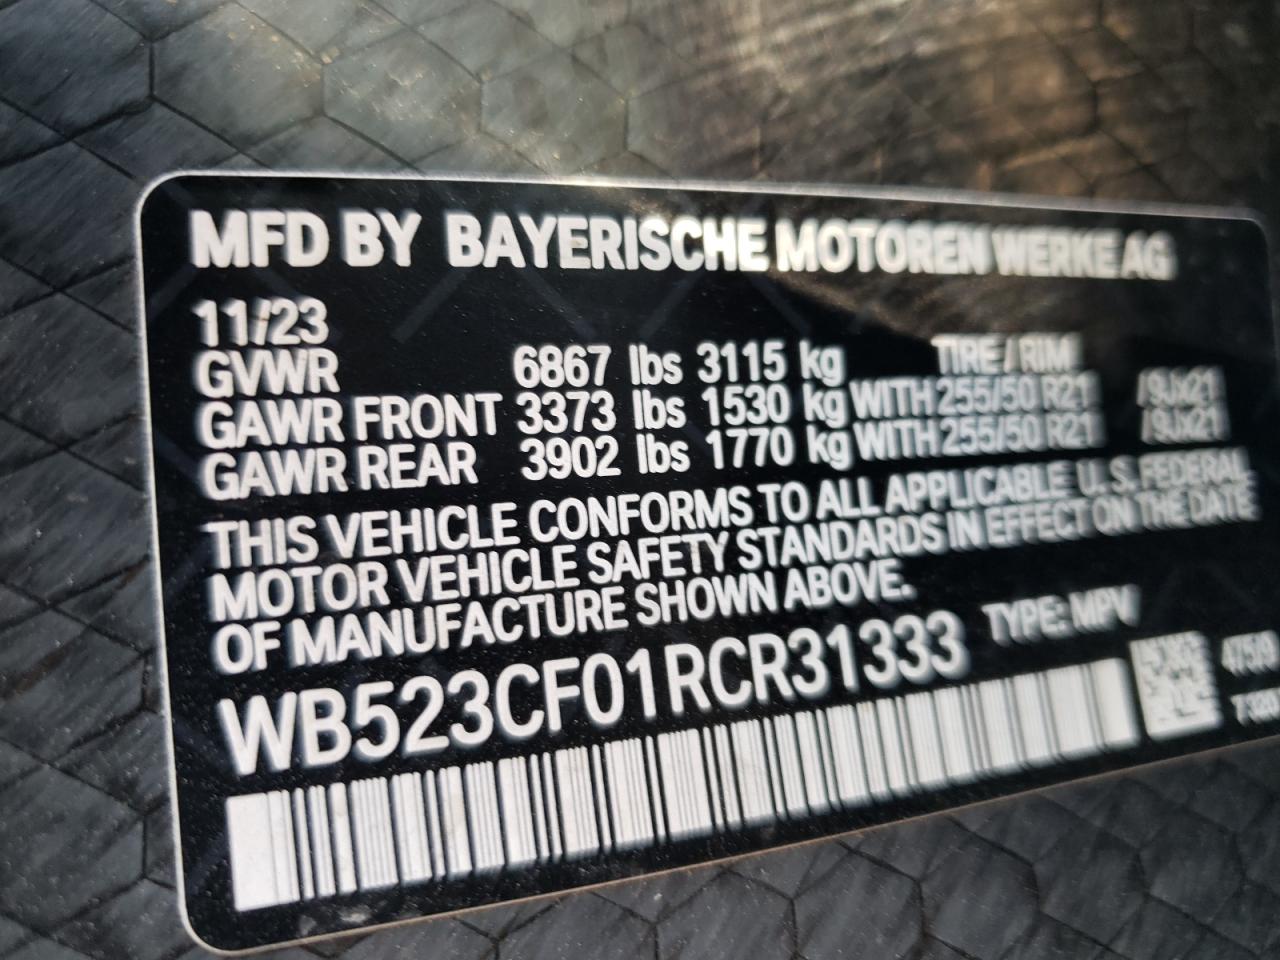 MFD BY BAYERISCHE MOTOREN WERKE AG
11/23
GVWR 6867 lbs 3115 kg TIRE / RIM
GAWR FRONT 3373 lbs 1530 kg WITH 255/50 R21 /9Jx21
GAWR REAR 3902 lbs 1770 kg WITH 255/50 R21 /9Jx21
THIS VEHICLE CONFORMS TO ALL APPLICABLE U. S. FEDERAL
MOTOR VEHICLE SAFETY STANDARDS IN EFFECT ON THE DATE
OF MANUFACTURE SHOWN ABOVE.
WB523CF01RCR31333 TYPE: MPV